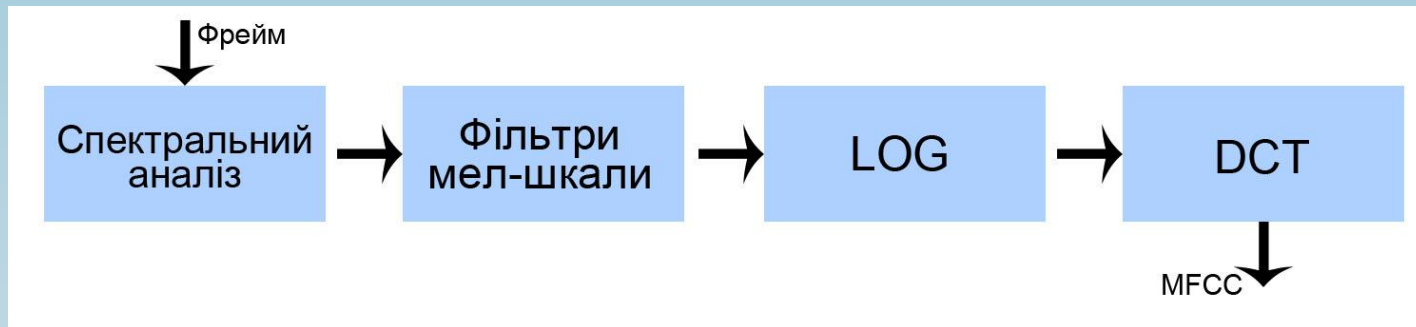 Фрейм
Спектральний
аналіз
Фільтри
мел-шкали
LOG
DCT
MFCC